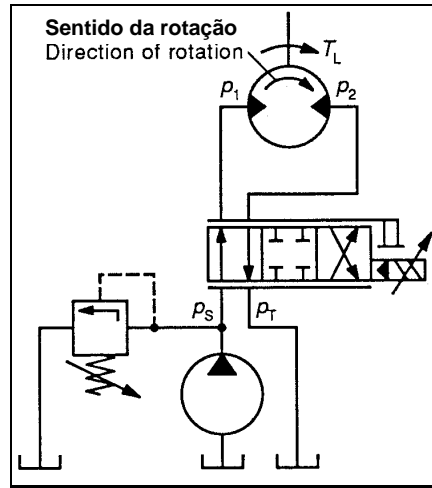 Sentido da rotação
Direction of rotation
T_L
p_1
p_2
p_S
p_T